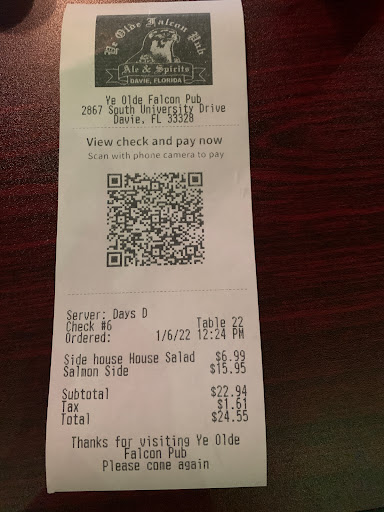 Ye Olde Falcon Pub
Ale & Spirits
DAVIE, FLORIDA
Ye Olde Falcon Pub
2867 South University Drive
Davie, FL 33328
View check and pay now
Scan with phone camera to pay
Server: Days D
Check #6 Table 22
Ordered: 1/6/22 12:24 PM
Side house House Salad $6.99
Salmon Side $15.95
Subtotal $22.94
Tax $1.61
Total $24.55
Thanks for visiting Ye Olde
Falcon Pub
Please come again